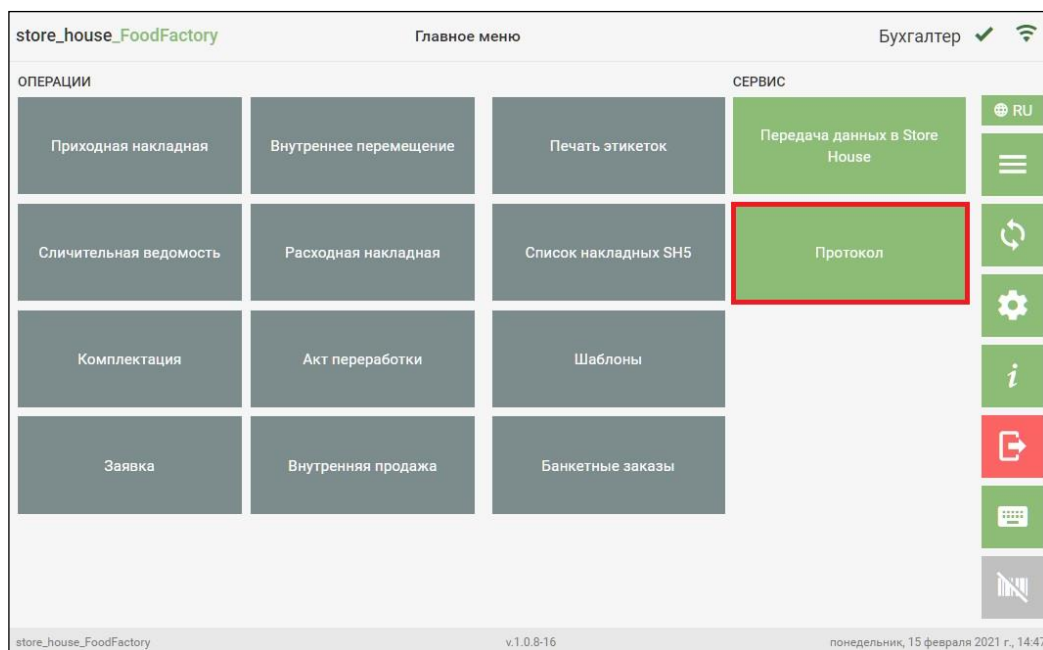 store_house_FoodFactory
Главное меню
Бухгалтер
ОПЕРАЦИИ
СЕРВИС
Приходная накладная
Внутреннее перемещение
Печать этикеток
Передача данных в Store
House
RU
Сличительная ведомость
Расходная накладная
Список накладных SH5
Протокол
Комплектация
Акт переработки
Шаблоны
Заявка
Внутренняя продажа
Банкетные заказы
store_house_FoodFactory
v.1.0.8-16
понедельник, 15 февраля 2021 г., 14:47